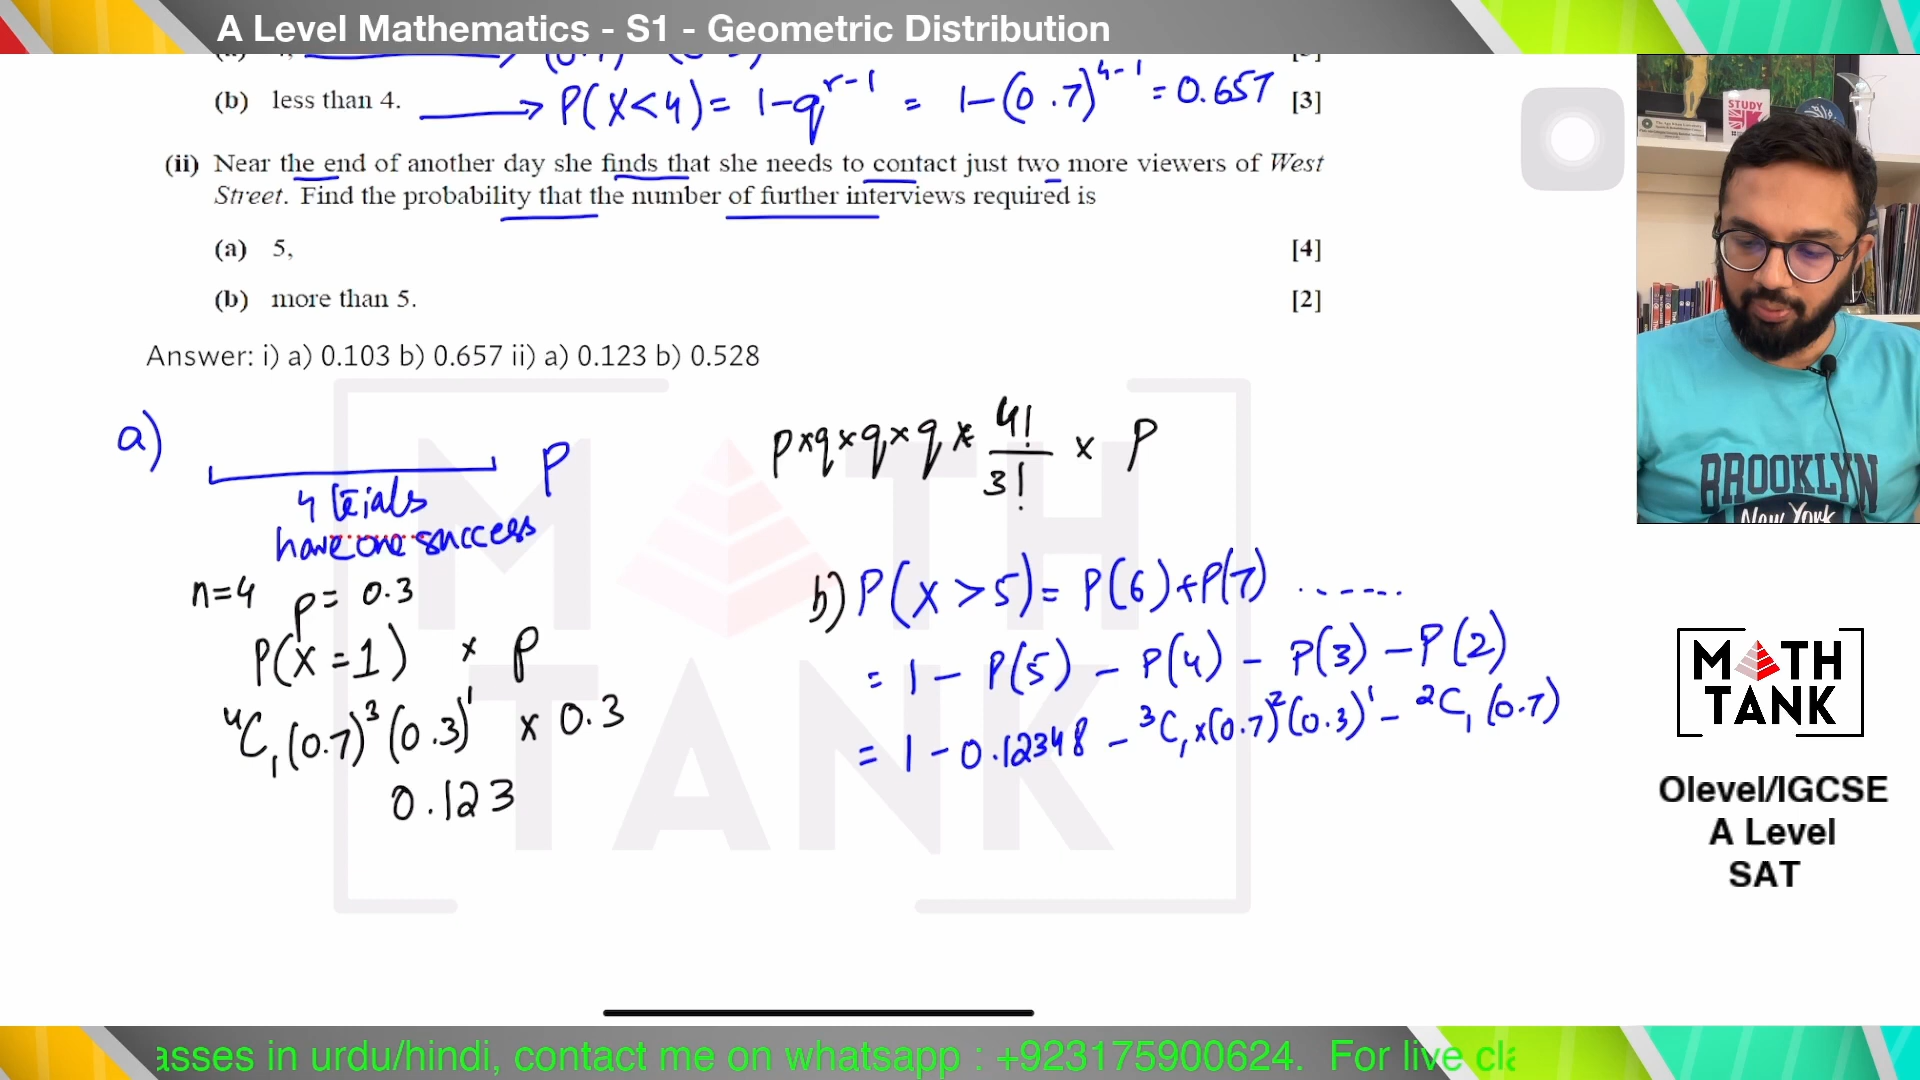 A Level Mathematics - S1 - Geometric Distribution
(b) less than 4. → P(X<4) = 1-q^(r-1) = 1-(0.7)^(4-1) = 0.657 [3]
(ii) Near the end of another day she finds that she needs to contact just two more viewers of West
Street. Find the probability that the number of further interviews required is
(a) 5, [4]
(b) more than 5. [2]
Answer: i) a) 0.103 b) 0.657 ii) a) 0.123 b) 0.528
a)
P
4 trials
have one success
n=4 p= 0.3
P(X=1) × P
⁴C₁(0.7)³(0.3)¹ × 0.3
0.123
p×q×q×q× 4!/3! × P
b) P(X>5)= P(6)+P(7) ......
= 1 - P(5) - P(4) - P(3) - P(2)
= 1 - 0.12348 - ³C₁×(0.7)²(0.3)¹ - ²C₁(0.7)
STUDY
BROOKLYN
New York
MATH
TANK
MATH
TANK
Olevel/IGCSE
A Level
SAT
asses in urdu/hindi, contact me on whatsapp : +923175900624. For live cla